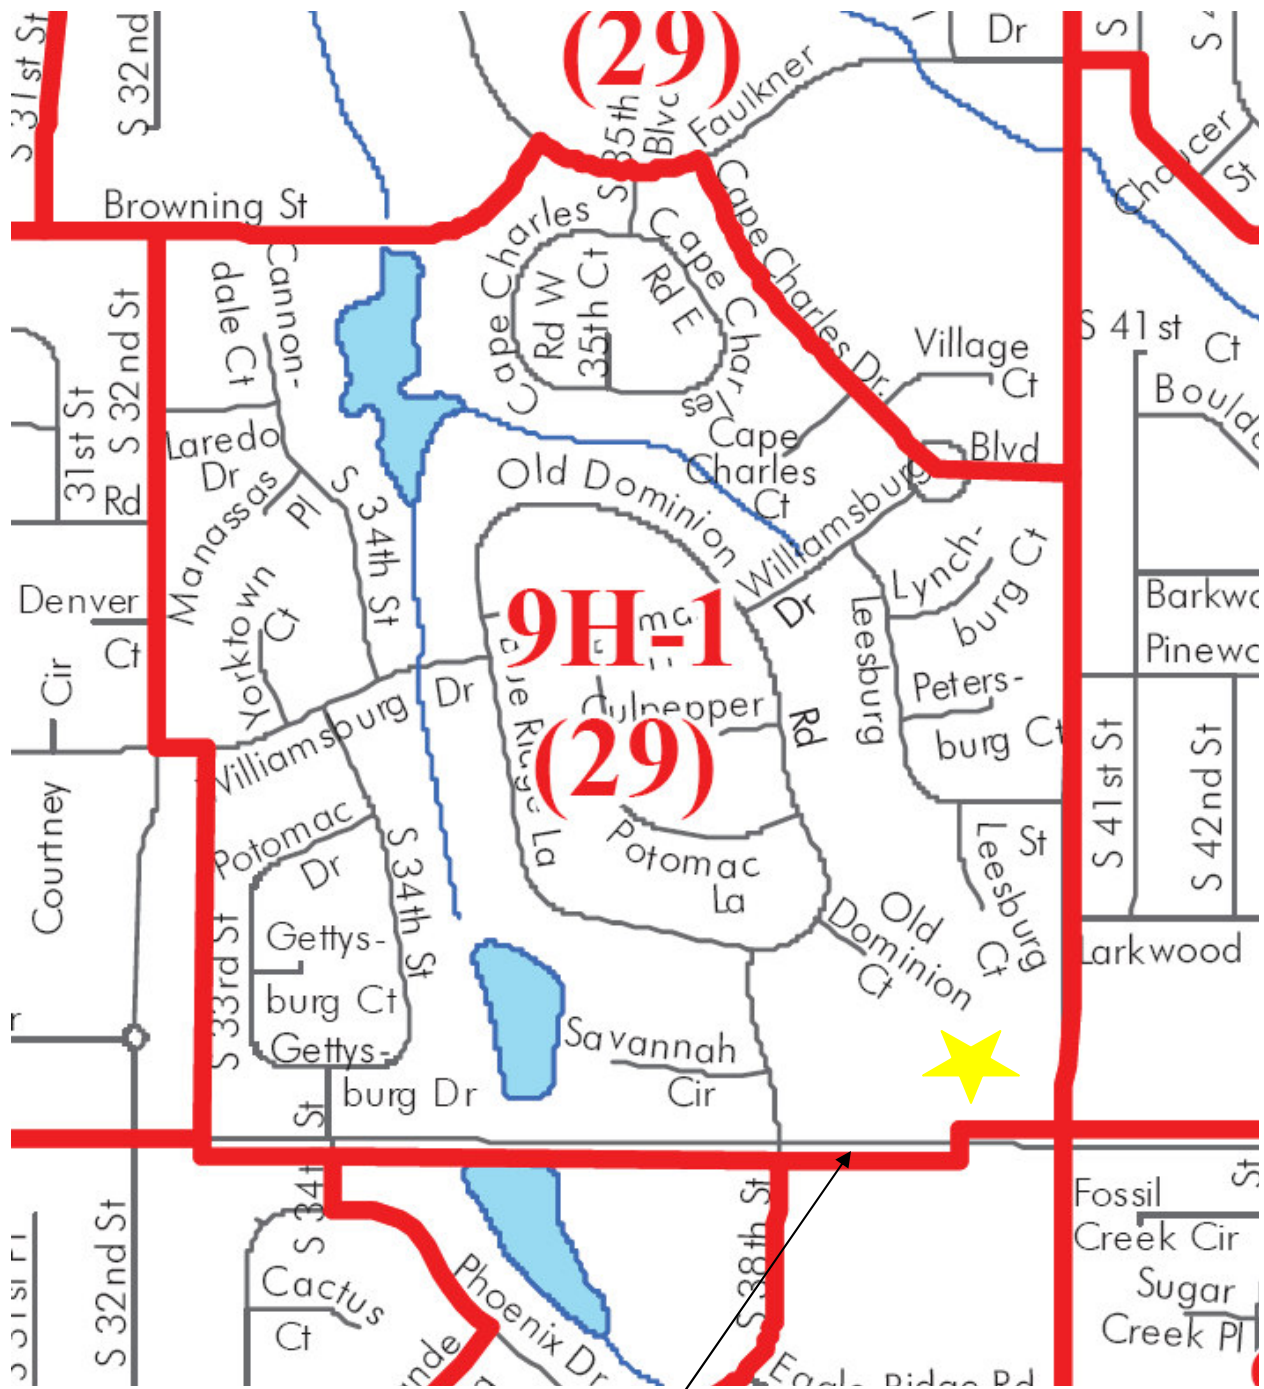 S 31st St
S 32nd
(29)
S 35th
Blvd
Faulkner
Dr
S
S 4
Chaucer
St
Browning St
Cannon-
dale Ct
S 32nd St
31st St
Laredo
Dr
Rd
Manassas
Pl
S 34th St
Cape Charles
Rd W
35th Ct
Cape Charles
Rd E
Cape Charles Dr.
Village
Ct
Cape
Charles
Ct
Blvd
S 41st
Ct
Old Dominion
Rd
Williamsburg
Dr
Lynch-
burg Ct
Leesburg
St
Peters-
burg Ct
Denver
Ct
Cir
Yorktown
Ct
Williamsburg
Dr
9H-1
(29)
Blue Ridge La
Culpepper
Potomac
La
Courtney
Potomac
Dr
S 34th St
S 33rd St
Gettys-
burg Ct
Gettys-
burg Dr
Savannah
Cir
Old
Dominion
Ct
Leesburg
Ct
S 41st St
S 42nd St
Larkwood
r
S 32nd St
S 34t
St
Cactus
Ct
Phoenix Dr
S 38th St
Eagle Ridge Rd
Fossil
Creek Cir
St
Sugar
Creek Pl